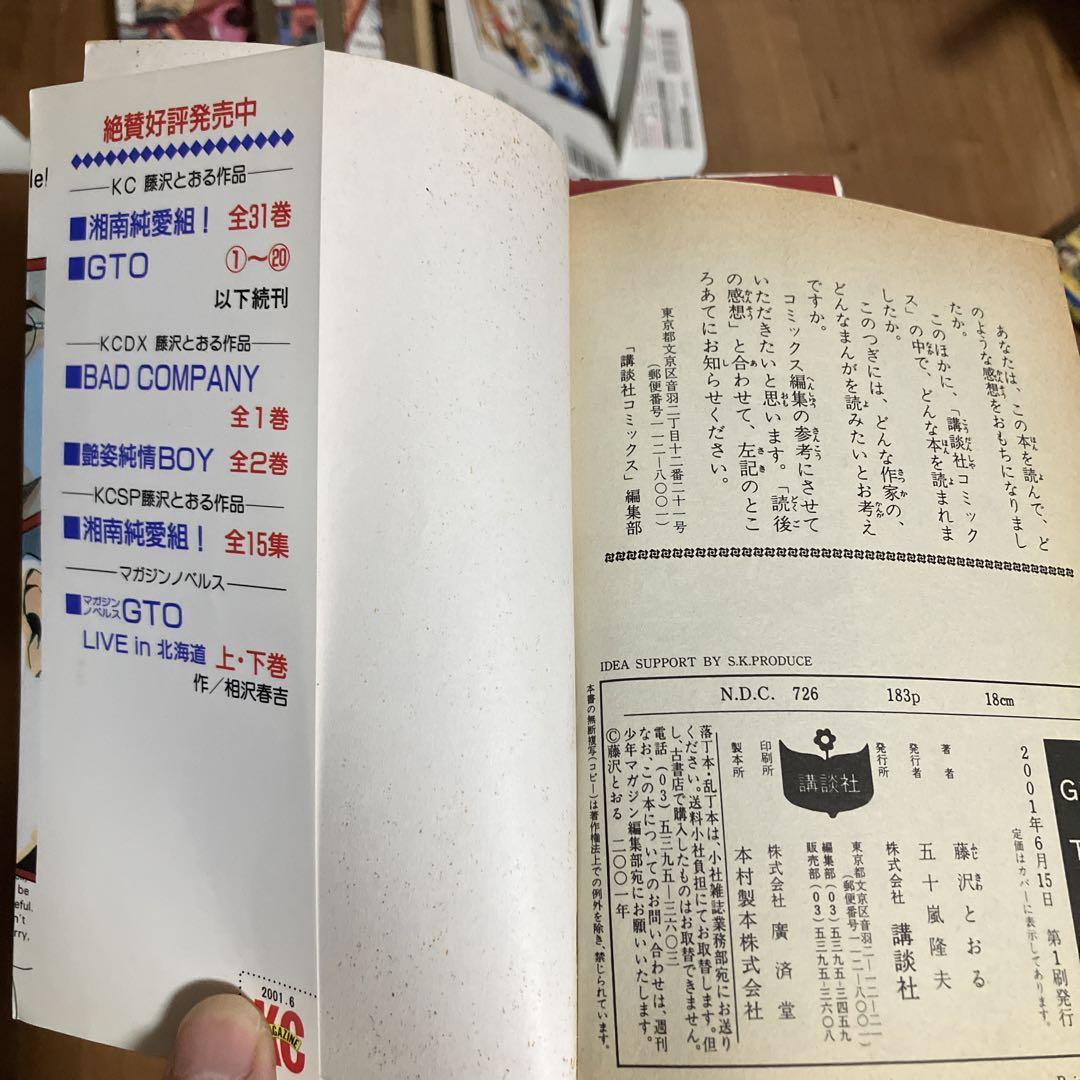 絶賛好評発売中
KC 藤沢とおる作品
■湘南純愛組! 全31巻
■GTO ①〜⑳
以下続刊
KCDX 藤沢とおる作品
■BAD COMPANY
全1巻
■艶姿純情BOY 全2巻
KCSP藤沢とおる作品
■湘南純愛組! 全15集
マガジンノベルス
■マガジンノベルスGTO
LIVE in 北海道 上・下巻
作/相沢春吉
2001.6
KC
le!
be
eful.
n't
rry,
あなたは、この本を読んで、ど
のような感想をおもちになりまし
たか。
このほかに、「講談社コミック
ス」の中で、どんな本を読まれま
したか。
このつぎには、どんな作家の、
どんなまんがを読みたいとお考え
ですか。
コミックス編集の参考にさせて
いただきたいと思います。「読後
の感想」と合わせて、左記のとこ
ろあてにお知らせください。
東京都文京区音羽二丁目十二番二十一号
(郵便番号一一二-八〇〇一)
「講談社コミックス」編集部
IDEA SUPPORT BY S.K.PRODUCE
N.D.C. 726 183p 18cm
G
T
2001年6月15日 第1刷発行
定価はカバーに表示してあります。
著者 藤沢とおる
発行者 五十嵐隆夫
発行所 株式会社 講談社
東京都文京区音羽二-一二-二一
(郵便番号一一二-八〇〇一)
編集部(〇三)五三九五-三四五九
販売部(〇三)五三九五-三六〇八
講談社
印刷所 株式会社 廣済堂
製本所 本村製本株式会社
落丁本・乱丁本は、小社雑誌業務部宛にお送り
ください。送料小社負担にてお取替します。但
し、古書店で購入したものはお取替できません。
電話(03)五三九五-三六〇三
なお、この本についてのお問い合わせは、週刊
少年マガジン編集部宛にお願いいたします。
©藤沢とおる 二〇〇一年
本書の無断複写(コピー)は著作権法上での例外を除き、禁じられています。